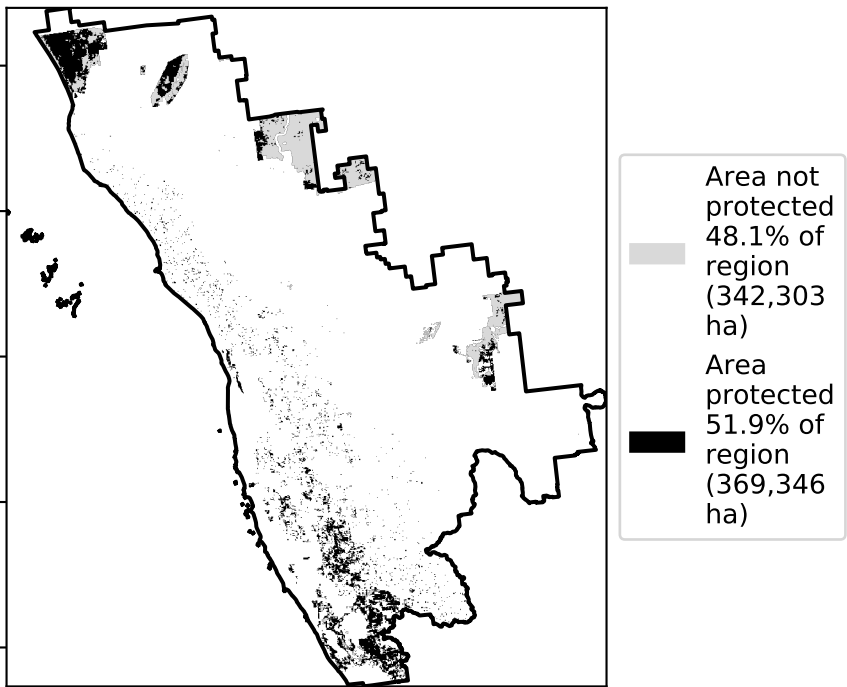 Area not
protected
48.1% of
region
(342,303
ha)
Area
protected
51.9% of
region
(369,346
ha)